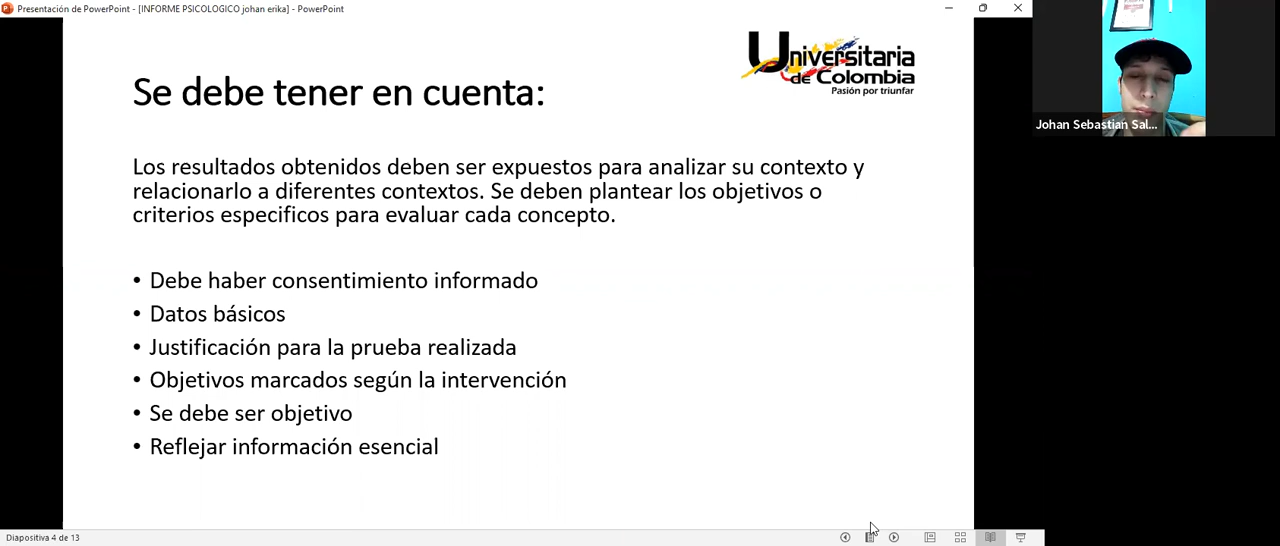 Presentación de PowerPoint - [INFORME PSICOLOGICO johan erika] - PowerPoint
Universitaria
de Colombia
Pasión por triunfar
Se debe tener en cuenta:
Johan Sebastian Sal...
Los resultados obtenidos deben ser expuestos para analizar su contexto y
relacionarlo a diferentes contextos. Se deben plantear los objetivos o
criterios especificos para evaluar cada concepto.
• Debe haber consentimiento informado
• Datos básicos
• Justificación para la prueba realizada
• Objetivos marcados según la intervención
• Se debe ser objetivo
• Reflejar información esencial
Diapositiva 4 de 13